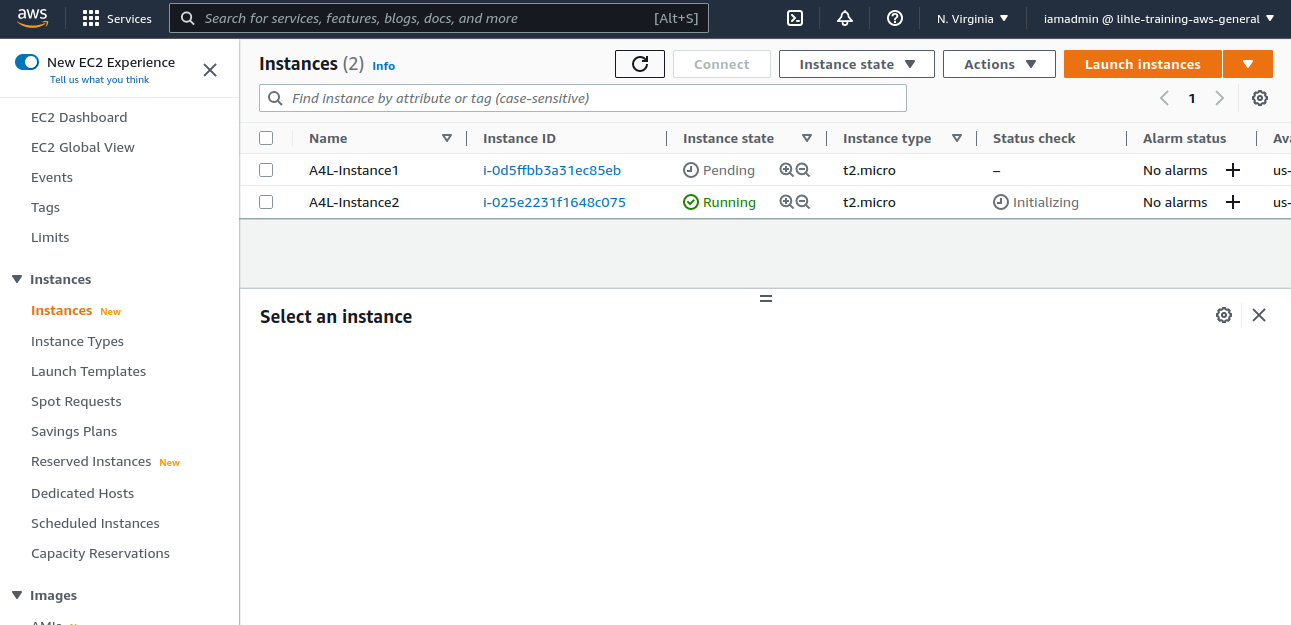 aws Services Search for services, features, blogs, docs, and more [Alt+S] N. Virginia iamadmin @ lihle-training-aws-general
New EC2 Experience
Tell us what you think
EC2 Dashboard
EC2 Global View
Events
Tags
Limits
Instances
Instances New
Instance Types
Launch Templates
Spot Requests
Savings Plans
Reserved Instances New
Dedicated Hosts
Scheduled Instances
Capacity Reservations
Images
Instances (2) Info Connect Instance state Actions Launch instances
Find instance by attribute or tag (case-sensitive) 1
Name Instance ID Instance state Instance type Status check Alarm status Ava
A4L-Instance1 i-0d5ffbb3a31ec85eb Pending t2.micro – No alarms us-
A4L-Instance2 i-025e2231f1648c075 Running t2.micro Initializing No alarms us-
Select an instance